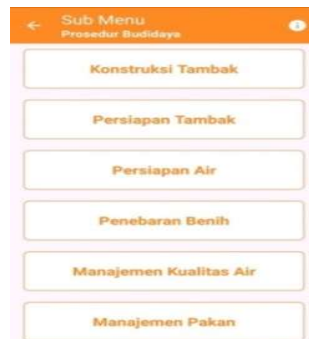 Sub Menu
Prosedur Budidaya
Konstruksi Tambak
Persiapan Tambak
Persiapan Air
Penebaran Benih
Manajemen Kualitas Air
Manajemen Pakan